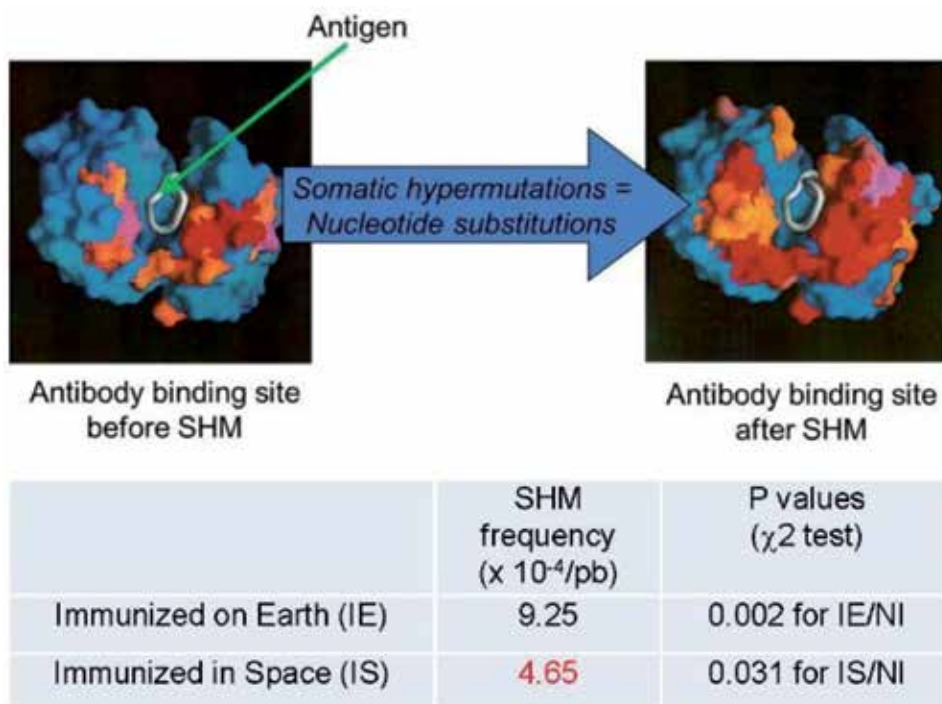 Antigen
Somatic hypermutations =
Nucleotide substitutions
Antibody binding site
before SHM
Antibody binding site
after SHM
SHM
frequency
(x 10⁻⁴/pb)
P values
(χ2 test)
Immunized on Earth (IE) 9.25 0.002 for IE/NI
Immunized in Space (IS) 4.65 0.031 for IS/NI